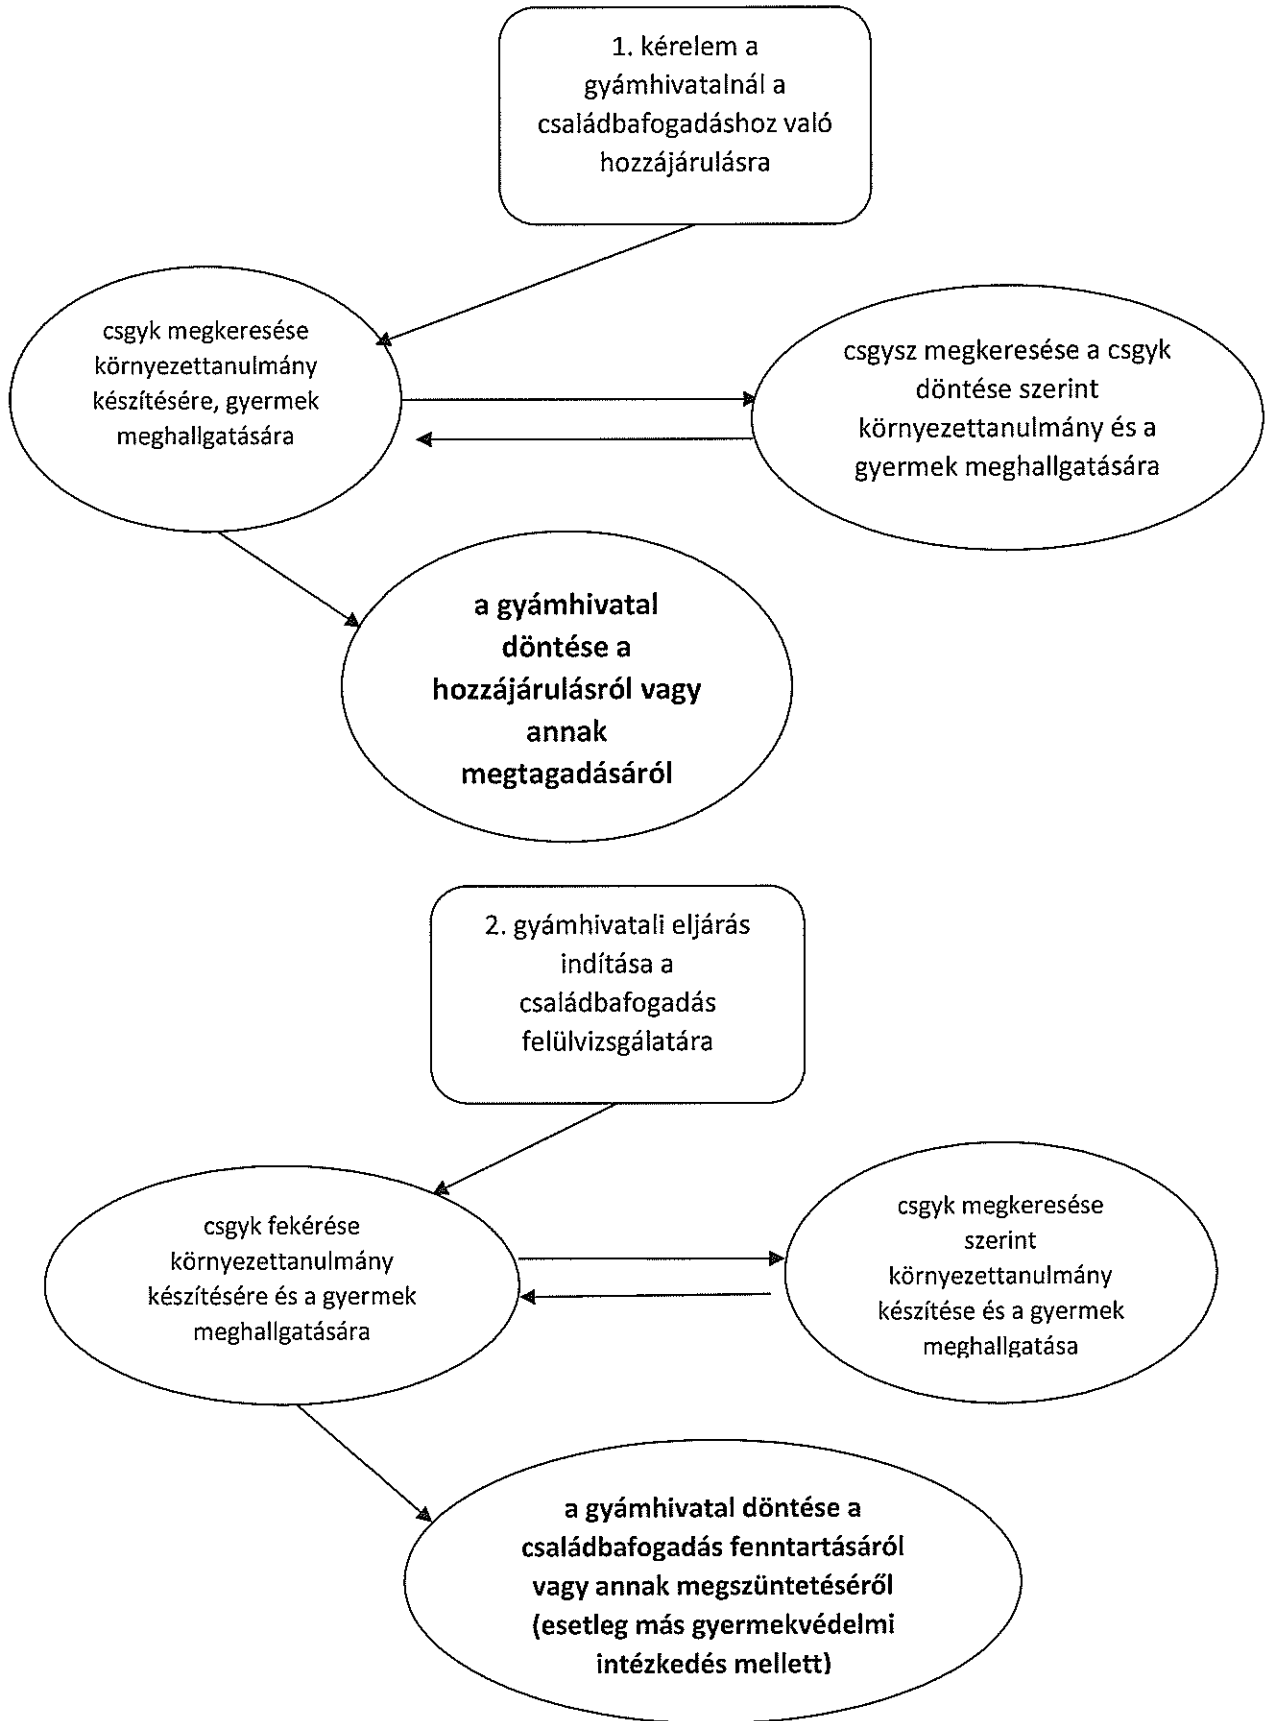 1. kérelem a
gyámhivatalnál a
családbafogadáshoz való
hozzájárulásra
csgyk megkeresése
környezettanulmány
készítésére, gyermek
meghallgatására
csgysz megkeresése a csgyk
döntése szerint
környezettanulmány és a
gyermek meghallgatására
a gyámhivatal
döntése a
hozzájárulásról vagy
annak
megtagadásáról
2. gyámhivatali eljárás
indítása a
családbafogadás
felülvizsgálatára
csgyk fekérése
környezettanulmány
készítésére és a gyermek
meghallgatására
csgyk megkeresése
szerint
környezettanulmány
készítése és a gyermek
meghallgatása
a gyámhivatal döntése a
családbafogadás fenntartásáról
vagy annak megszüntetéséről
(esetleg más gyermekvédelmi
intézkedés mellett)